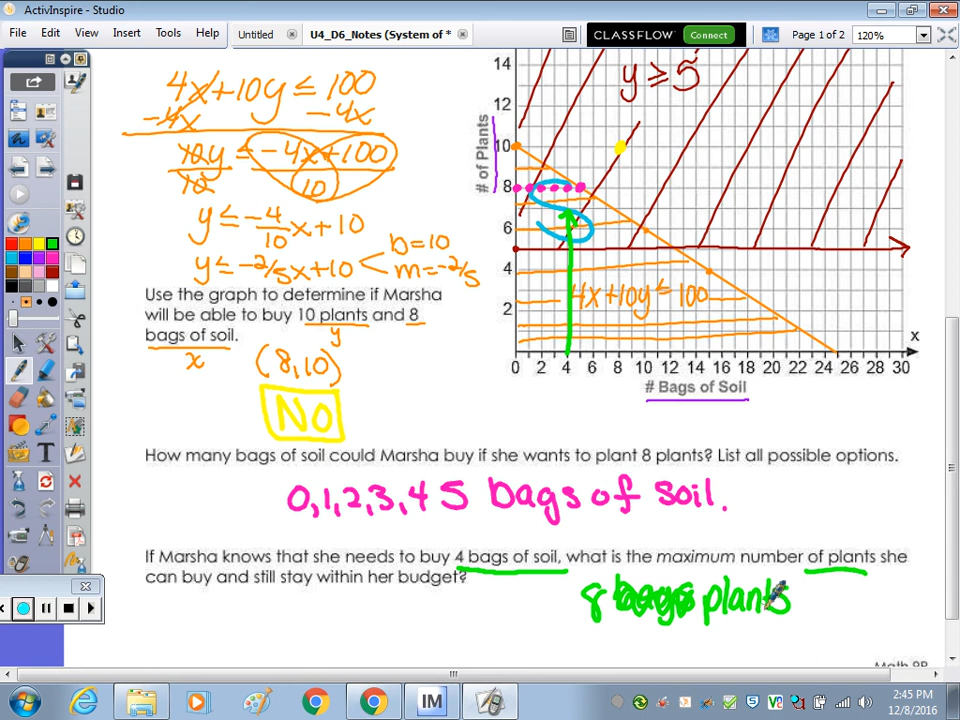 ActivInspire
File Edit View Insert Tools Help Untitled U4_D6_Notes (System of * CLASSFLOW Connect Page 1 of 2 120%
4x+10y ≤ 100
-4x -4x
10y ≤ -4x+100
10 10
y ≤ -4/10 x+10
y ≤ -2/5x+10 < b=10
m=-2/5
Use the graph to determine if Marsha
will be able to buy 10 plants and 8
y
bags of soil.
x
(8,10)
NO
# of Plants
14
12
10
8
6
4
2
y ≥ 5
4x+10y ≤ 100
x
0 2 4 6 8 10 12 14 16 18 20 22 24 26 28 30
# Bags of Soil
How many bags of soil could Marsha buy if she wants to plant 8 plants? List all possible options.
0,1,2,3,4 5 bags of soil.
If Marsha knows that she needs to buy 4 bags of soil, what is the maximum number of plants she
can buy and still stay within her budget?
8 bags plants
IM
2:45 PM
12/8/2016